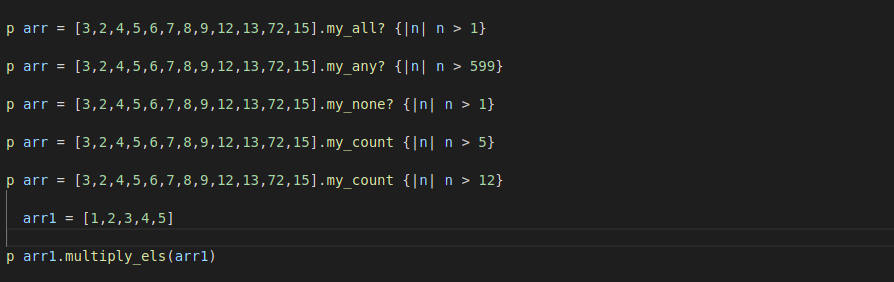 p arr = [3,2,4,5,6,7,8,9,12,13,72,15].my_all? {|n| n > 1}
p arr = [3,2,4,5,6,7,8,9,12,13,72,15].my_any? {|n| n > 599}
p arr = [3,2,4,5,6,7,8,9,12,13,72,15].my_none? {|n| n > 1}
p arr = [3,2,4,5,6,7,8,9,12,13,72,15].my_count {|n| n > 5}
p arr = [3,2,4,5,6,7,8,9,12,13,72,15].my_count {|n| n > 12}
arr1 = [1,2,3,4,5]
p arr1.multiply_els(arr1)